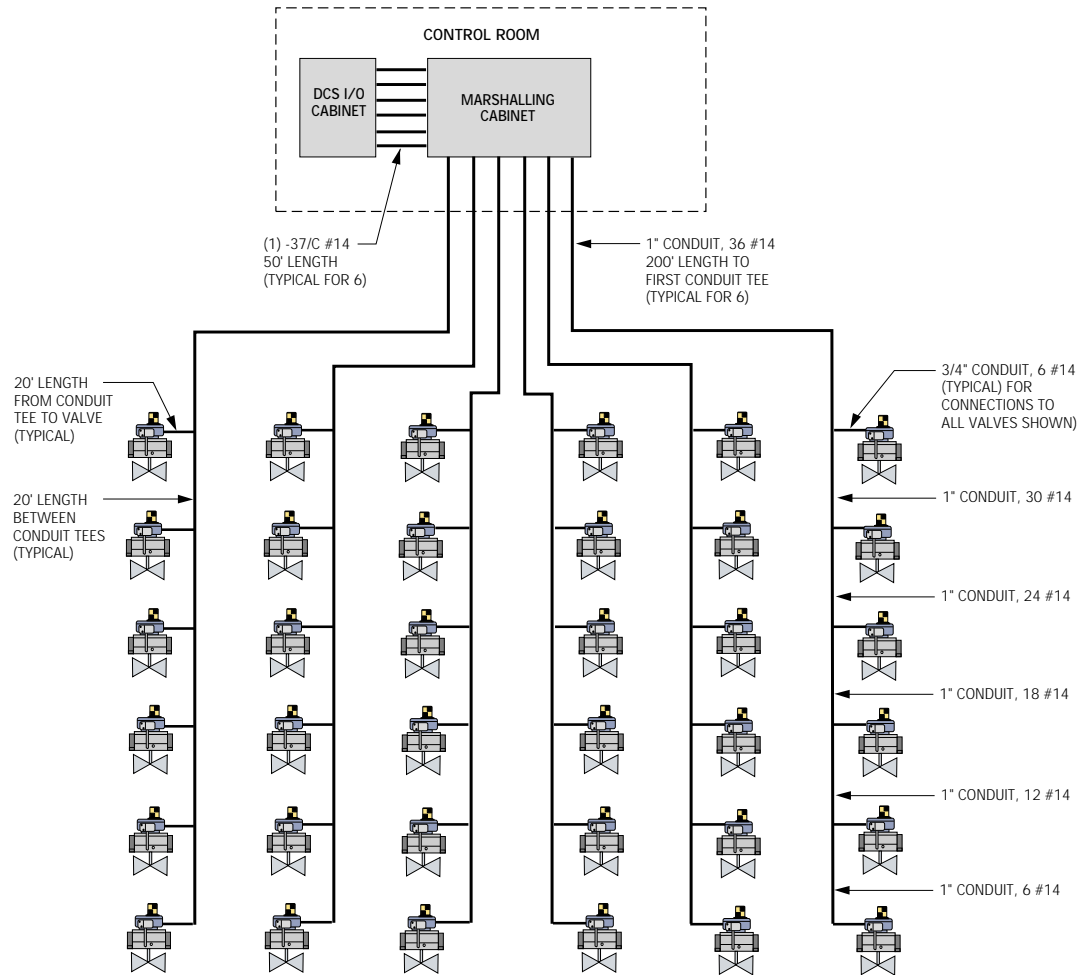 CONTROL ROOM
DCS I/O
CABINET
MARSHALLING
CABINET
(1) -37/C #14
50' LENGTH
(TYPICAL FOR 6)
1" CONDUIT, 36 #14
200' LENGTH TO
FIRST CONDUIT TEE
(TYPICAL FOR 6)
20' LENGTH
FROM CONDUIT
TEE TO VALVE
(TYPICAL)
3/4" CONDUIT, 6 #14
(TYPICAL) FOR
CONNECTIONS TO
ALL VALVES SHOWN)
20' LENGTH
BETWEEN
CONDUIT TEES
(TYPICAL)
1" CONDUIT, 30 #14
1" CONDUIT, 24 #14
1" CONDUIT, 18 #14
1" CONDUIT, 12 #14
1" CONDUIT, 6 #14